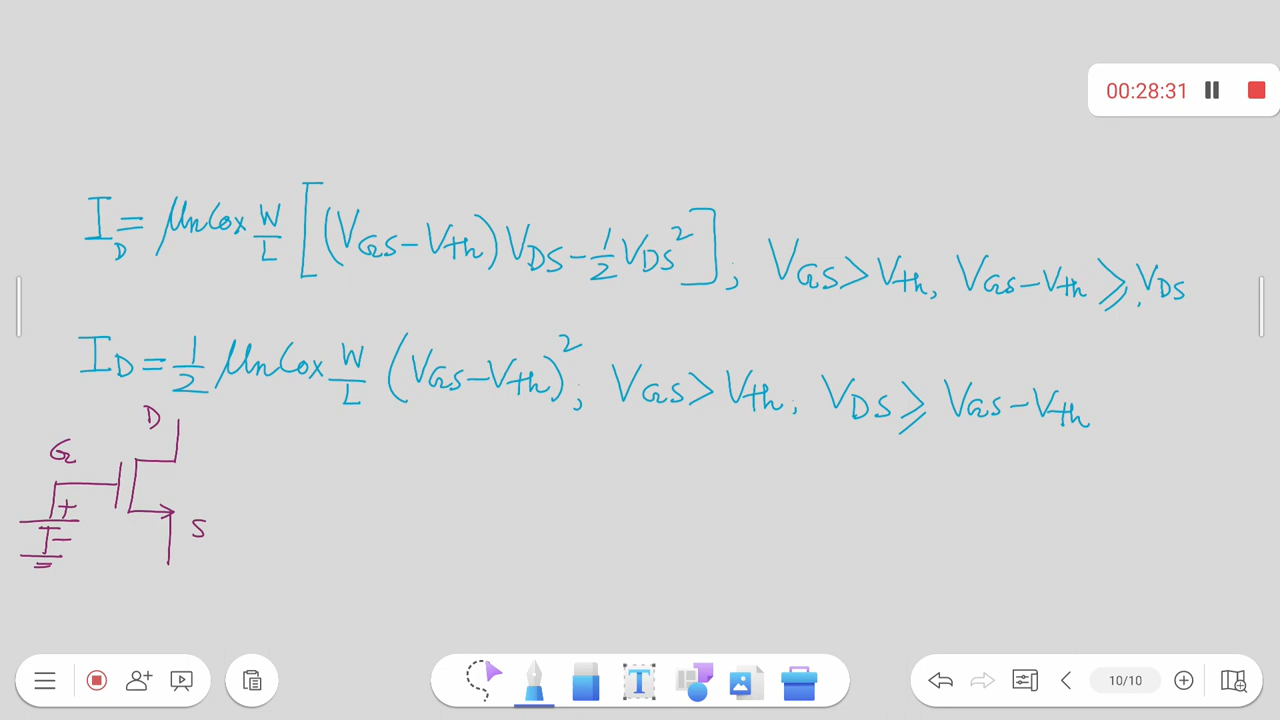 00:28:31
I_D = μnCox W/L [(VGS - Vth) VDS - 1/2 VDS²]; VGS > Vth, VGS - Vth ≥ VDS
ID = 1/2 μnCox W/L (VGS - Vth)²; VGS > Vth, VDS ≥ VGS - Vth
D
G
+
-
S
T
10/10